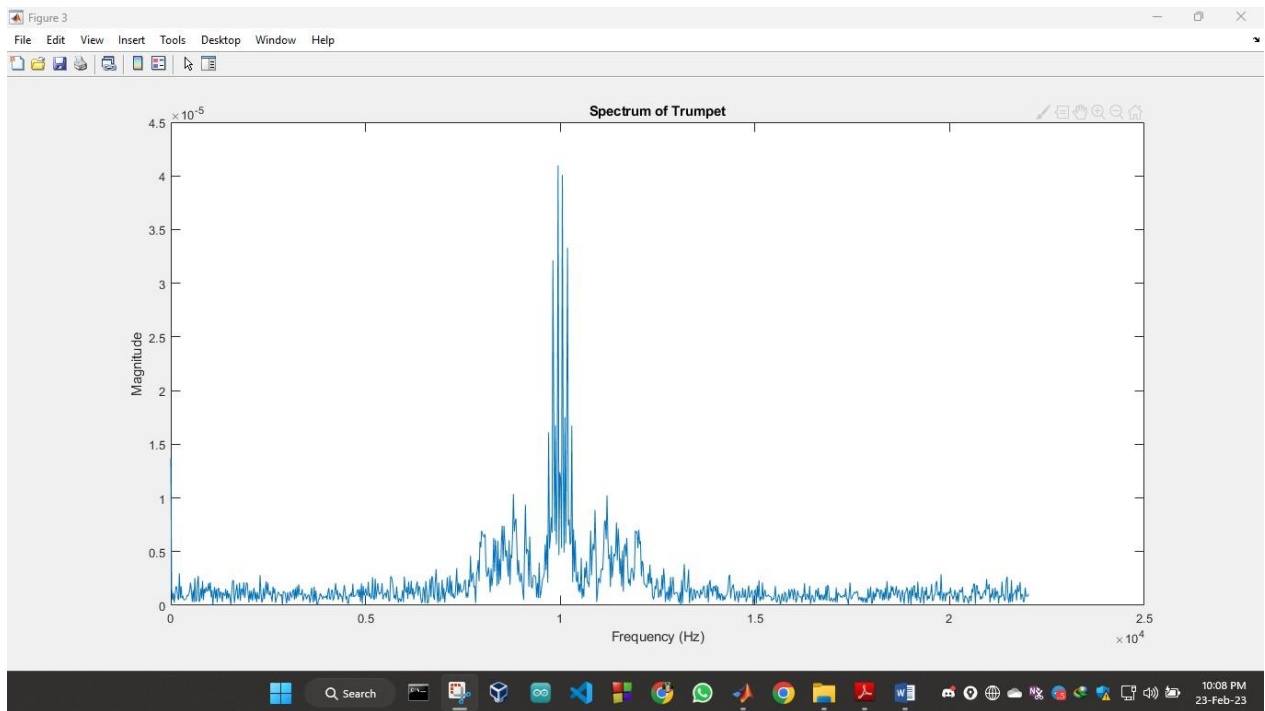 Figure 3
File Edit View Insert Tools Desktop Window Help
Spectrum of Trumpet
×10-5
4.5
4
3.5
3
2.5
2
1.5
1
0.5
0
Magnitude
0 0.5 1 1.5 2 2.5
Frequency (Hz)
×10 4
Search
10:08 PM
23-Feb-23